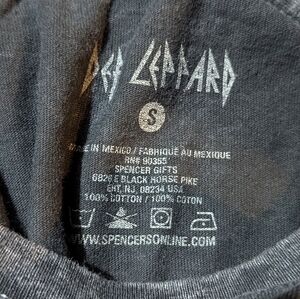 DEF LEPPARD
S
MADE IN MEXICO / FABRIQUÉ AU MEXIQUE
RN# 90355
SPENCER GIFTS
6826 E BLACK HORSE PIKE
EHT, NJ, 08234 USA
100% COTTON / 100% COTON
WWW.SPENCERSONLINE.COM